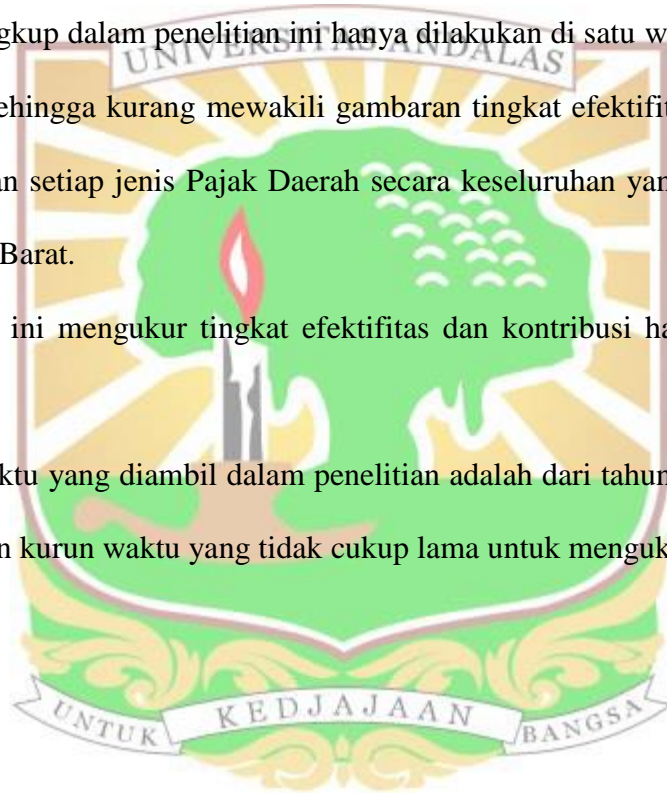 gkup dalam penelitian ini hanya dilakukan di satu w
UNIVERSITAS ANDALAS
ehingga kurang mewakili gambaran tingkat efektifit
an setiap jenis Pajak Daerah secara keseluruhan yan
Barat.
ini mengukur tingkat efektifitas dan kontribusi ha
ktu yang diambil dalam penelitian adalah dari tahun
n kurun waktu yang tidak cukup lama untuk menguk
UNTUK KEDJAJAAN BANGSA